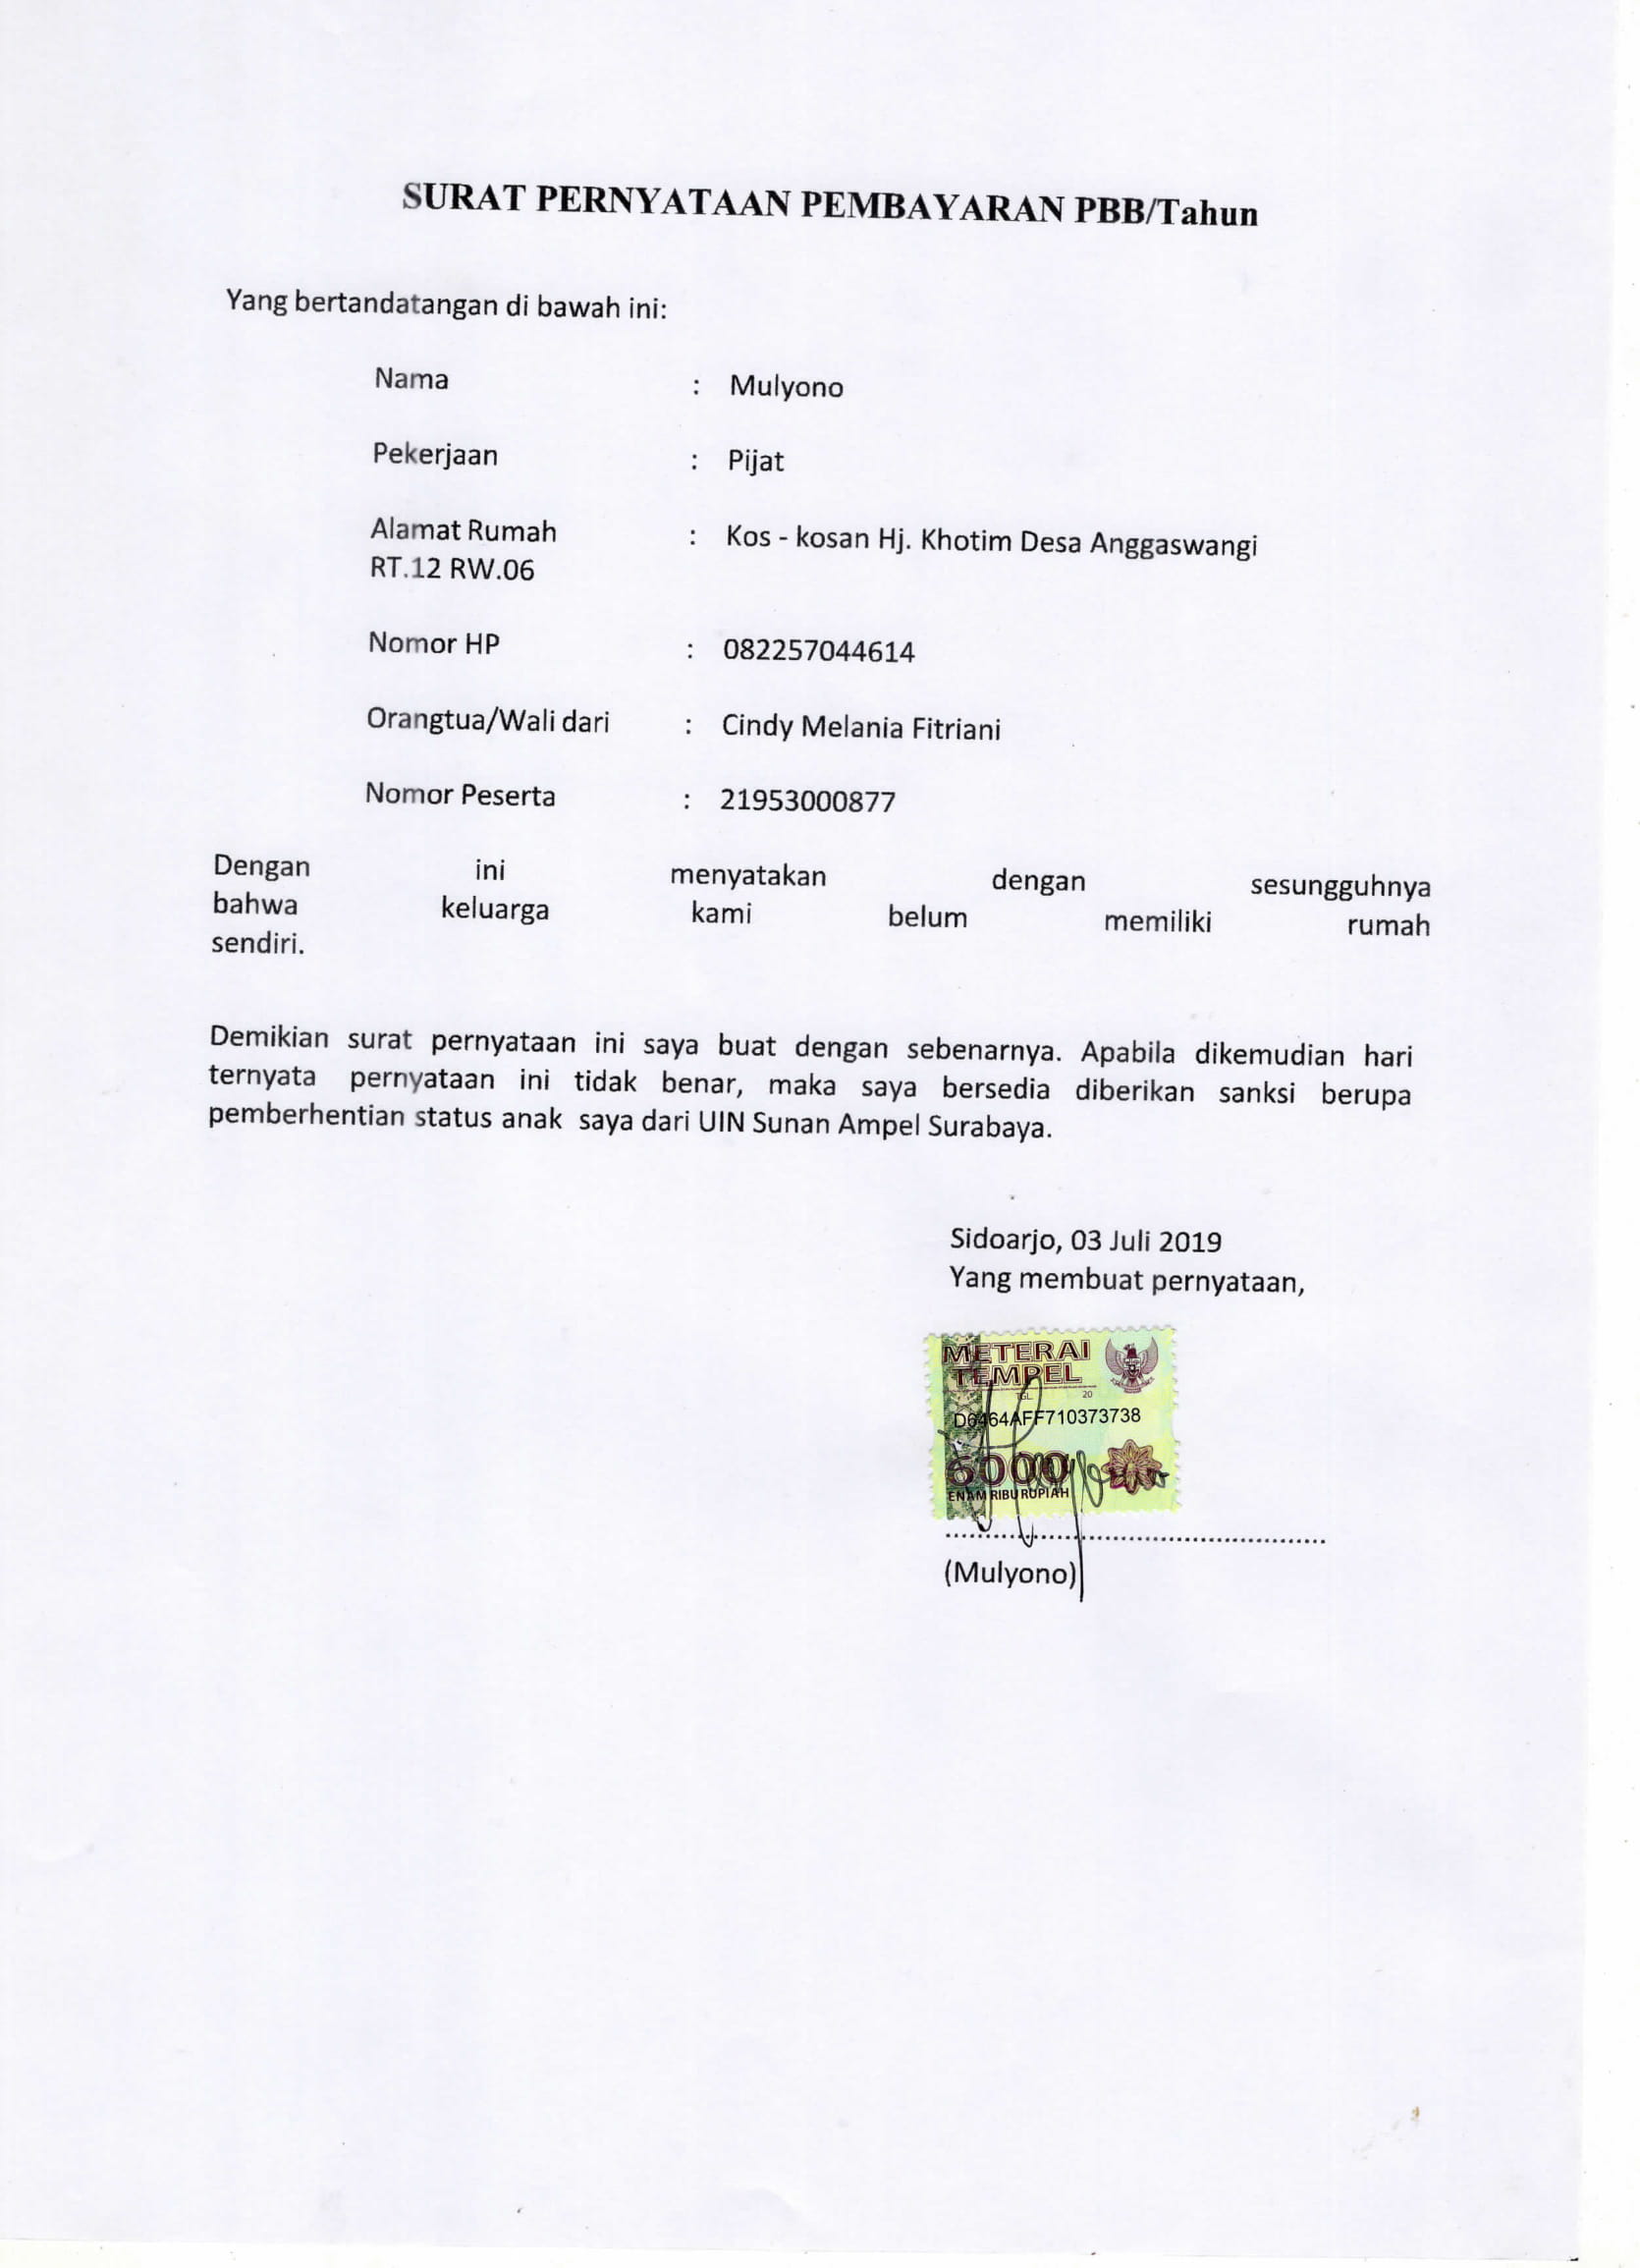 SURAT PERNYATAAN PEMBAYARAN PBB/Tahun
Yang bertandatangan di bawah ini:
Nama : Mulyono
Pekerjaan : Pijat
Alamat Rumah : Kos - kosan Hj. Khotim Desa Anggaswangi
RT.12 RW.06
Nomor HP : 082257044614
Orangtua/Wali dari : Cindy Melania Fitriani
Nomor Peserta : 21953000877
Dengan ini menyatakan dengan sesungguhnya
bahwa keluarga kami belum memiliki rumah
sendiri.
Demikian surat pernyataan ini saya buat dengan sebenarnya. Apabila dikemudian hari
ternyata pernyataan ini tidak benar, maka saya bersedia diberikan sanksi berupa
pemberhentian status anak saya dari UIN Sunan Ampel Surabaya.
Sidoarjo, 03 Juli 2019
Yang membuat pernyataan,
METERAI
TEMPEL
TGL. 20
D6464AFF710373738
6000
ENAM RIBU RUPIAH
........................................................
(Mulyono)